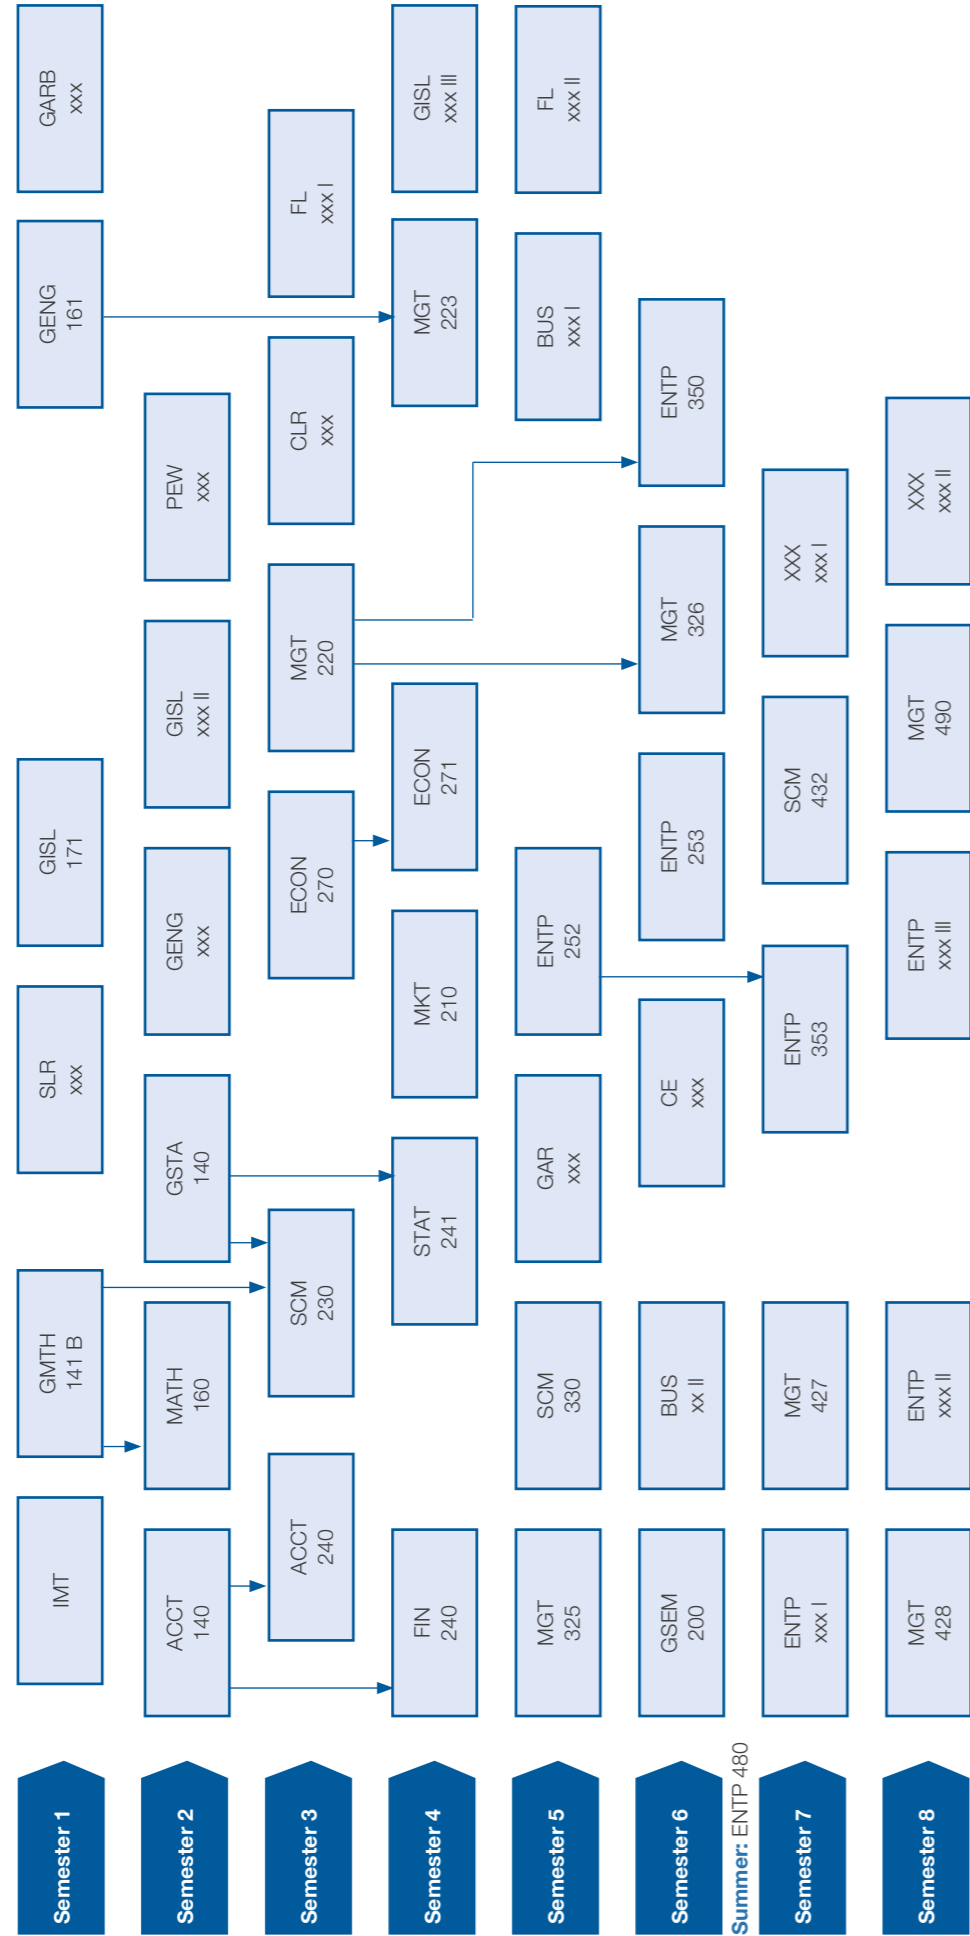 Semester 1
IMT
GMTH
141 B
SLR
xxx
GISL
171
GENG
161
GARB
xxx
Semester 2
ACCT
140
MATH
160
GSTA
140
GENG
xxx
GISL
xxx II
PEW
xxx
Semester 3
ACCT
240
SCM
230
ECON
270
MGT
220
CLR
xxx
FL
xxx I
Semester 4
FIN
240
STAT
241
MKT
210
ECON
271
MGT
223
GISL
xxx III
Semester 5
MGT
325
SCM
330
GAR
xxx
ENTP
252
BUS
xxx I
FL
xxx II
Semester 6
GSEM
200
BUS
xx II
CE
xxx
ENTP
253
MGT
326
ENTP
350
Summer: ENTP 480
Semester 7
ENTP
xxx I
MGT
427
ENTP
353
SCM
432
XXX
xxx I
Semester 8
MGT
428
ENTP
xxx II
ENTP
xxx III
MGT
490
XXX
xxx II